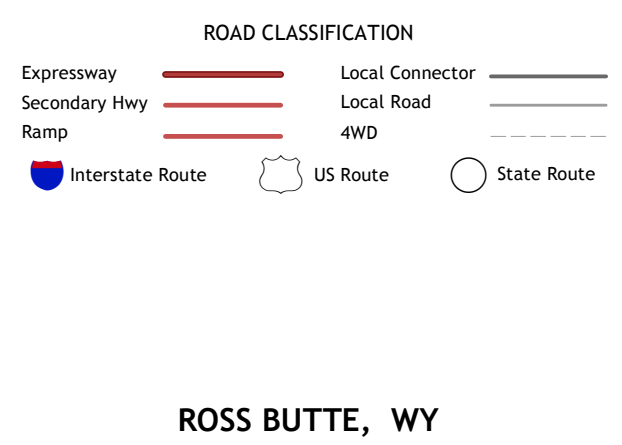 ROAD CLASSIFICATION
Expressway
Local Connector
Secondary Hwy
Local Road
Ramp
4WD
Interstate Route
US Route
State Route
ROSS BUTTE, WY